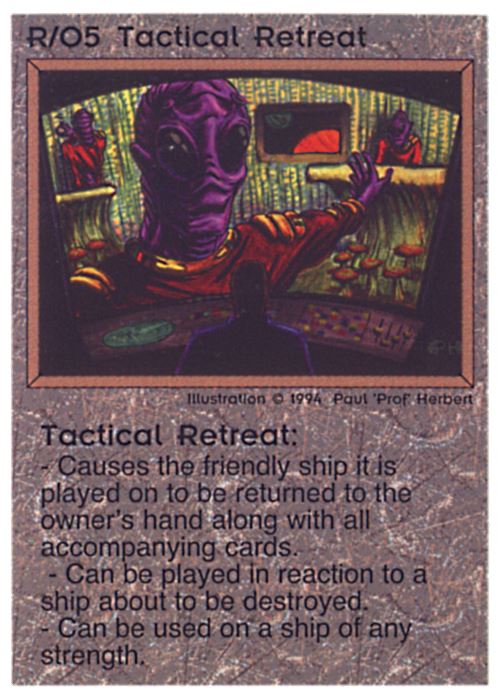 R/O5 Tactical Retreat
Illustration © 1994 Paul 'Prof' Herbert
Tactical Retreat:
- Causes the friendly ship it is
played on to be returned to the
owner's hand along with all
accompanying cards.
- Can be played in reaction to a
ship about to be destroyed.
- Can be used on a ship of any
strength.